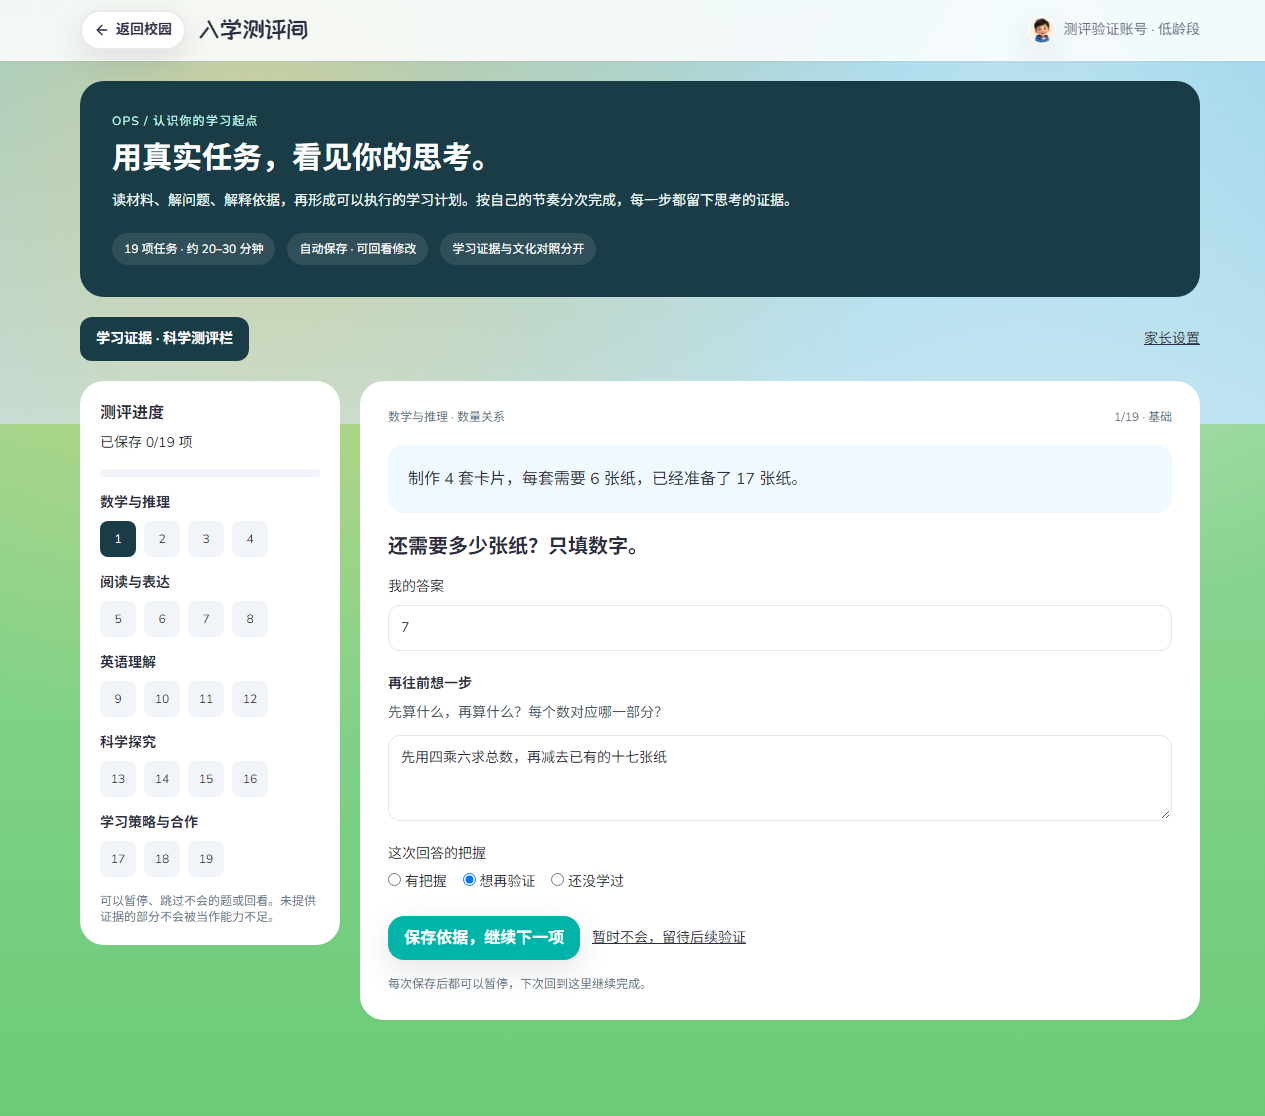 返回校园
入学测评间
测评验证账号 · 低龄段
OPS / 认识你的学习起点
用真实任务，看见你的思考。
读材料、解问题、解释依据，再形成可以执行的学习计划。按自己的节奏分次完成，每一步都留下思考的证据。
19 项任务 · 约 20–30 分钟
自动保存 · 可回看修改
学习证据与文化对照分开
学习证据 · 科学测评栏
家长设置
测评进度
已保存 0/19 项
数学与推理
1 2 3 4
阅读与表达
5 6 7 8
英语理解
9 10 11 12
科学探究
13 14 15 16
学习策略与合作
17 18 19
可以暂停、跳过不会的题或回看。未提供
证据的部分不会被当作能力不足。
数学与推理 · 数量关系
1/19 · 基础
制作 4 套卡片，每套需要 6 张纸，已经准备了 17 张纸。
还需要多少张纸？只填数字。
我的答案
7
再往前想一步
先算什么，再算什么？每个数对应哪一部分？
先用四乘六求总数，再减去已有的十七张纸
这次回答的把握
有把握 想再验证 还没学过
保存依据，继续下一项
暂时不会，留待后续验证
每次保存后都可以暂停，下次回到这里继续完成。